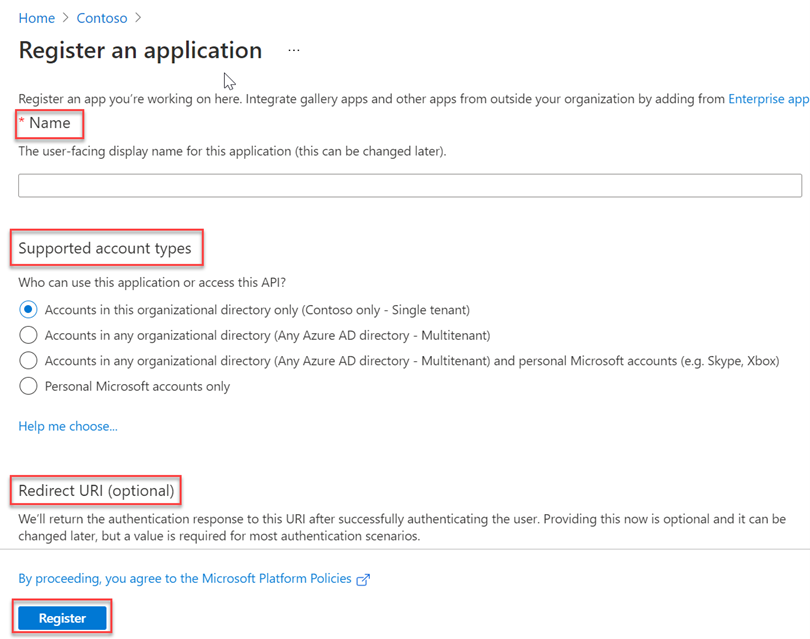 Home > Contoso >
Register an application ...
Register an app you're working on here. Integrate gallery apps and other apps from outside your organization by adding from Enterprise app
* Name
The user-facing display name for this application (this can be changed later).
Supported account types
Who can use this application or access this API?
Accounts in this organizational directory only (Contoso only - Single tenant)
Accounts in any organizational directory (Any Azure AD directory - Multitenant)
Accounts in any organizational directory (Any Azure AD directory - Multitenant) and personal Microsoft accounts (e.g. Skype, Xbox)
Personal Microsoft accounts only
Help me choose...
Redirect URI (optional)
We'll return the authentication response to this URI after successfully authenticating the user. Providing this now is optional and it can be
changed later, but a value is required for most authentication scenarios.
By proceeding, you agree to the Microsoft Platform Policies
Register